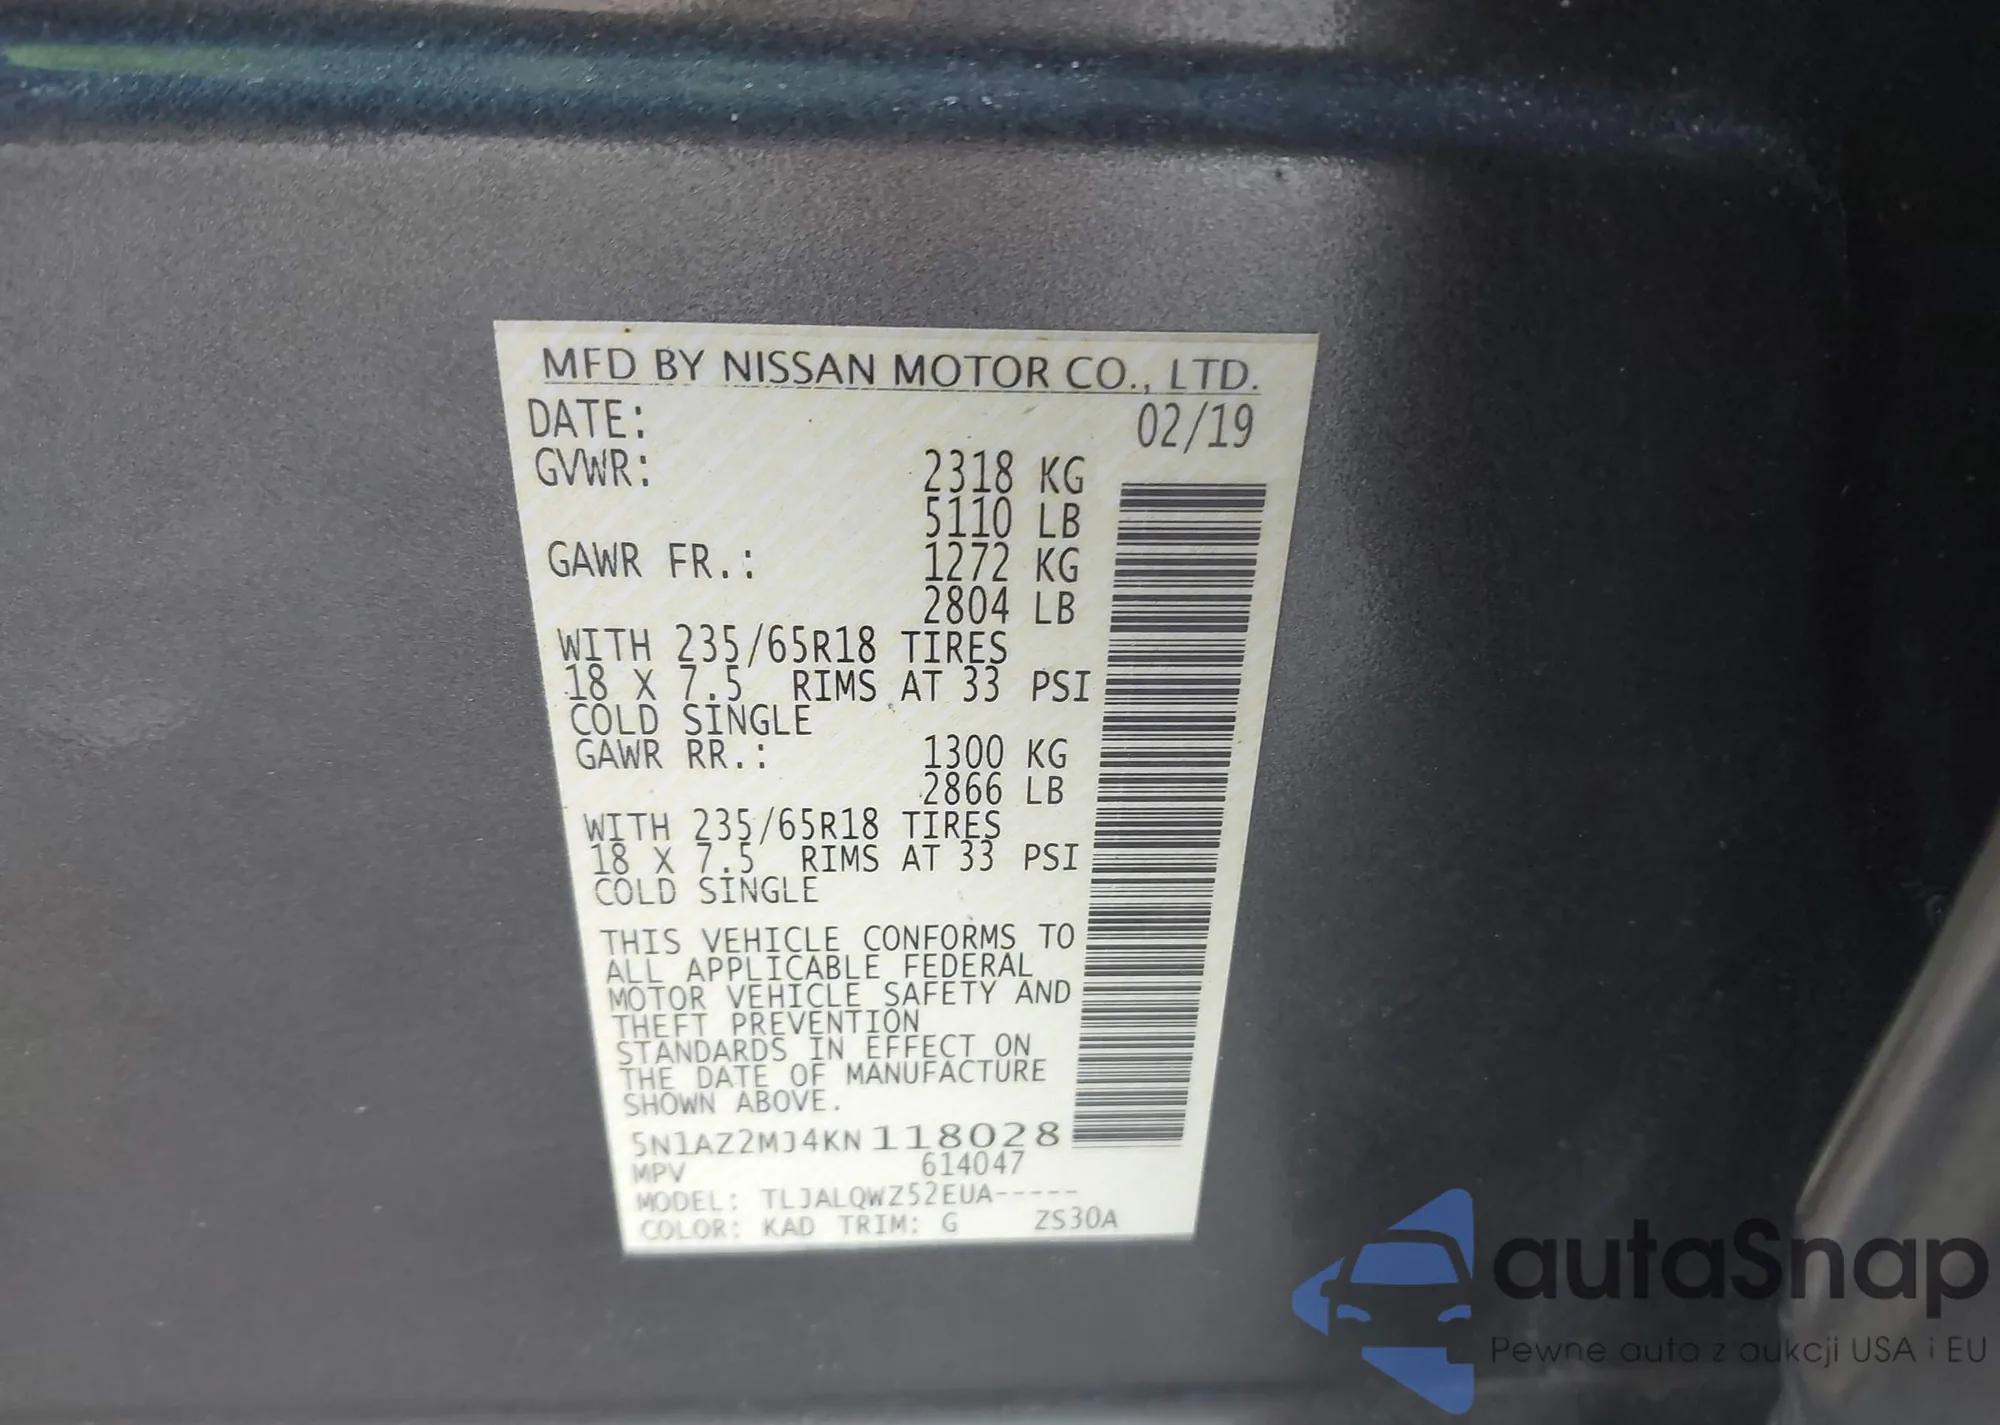 MFD BY NISSAN MOTOR CO., LTD.
DATE: 02/19
GVWR: 2318 KG
5110 LB
GAWR FR.: 1272 KG
2804 LB
WITH 235/65R18 TIRES
18 X 7.5 RIMS AT 33 PSI
COLD SINGLE
GAWR RR.: 1300 KG
2866 LB
WITH 235/65R18 TIRES
18 X 7.5 RIMS AT 33 PSI
COLD SINGLE
THIS VEHICLE CONFORMS TO
ALL APPLICABLE FEDERAL
MOTOR VEHICLE SAFETY AND
THEFT PREVENTION
STANDARDS IN EFFECT ON
THE DATE OF MANUFACTURE
SHOWN ABOVE.
5N1AZ2MJ4KN118028
MPV 614047
MODEL: TLJALQWZ52EUA-----
COLOR: KAD TRIM: G ZS30A
autaSnap
Pewne auta z aukcji USA i EU